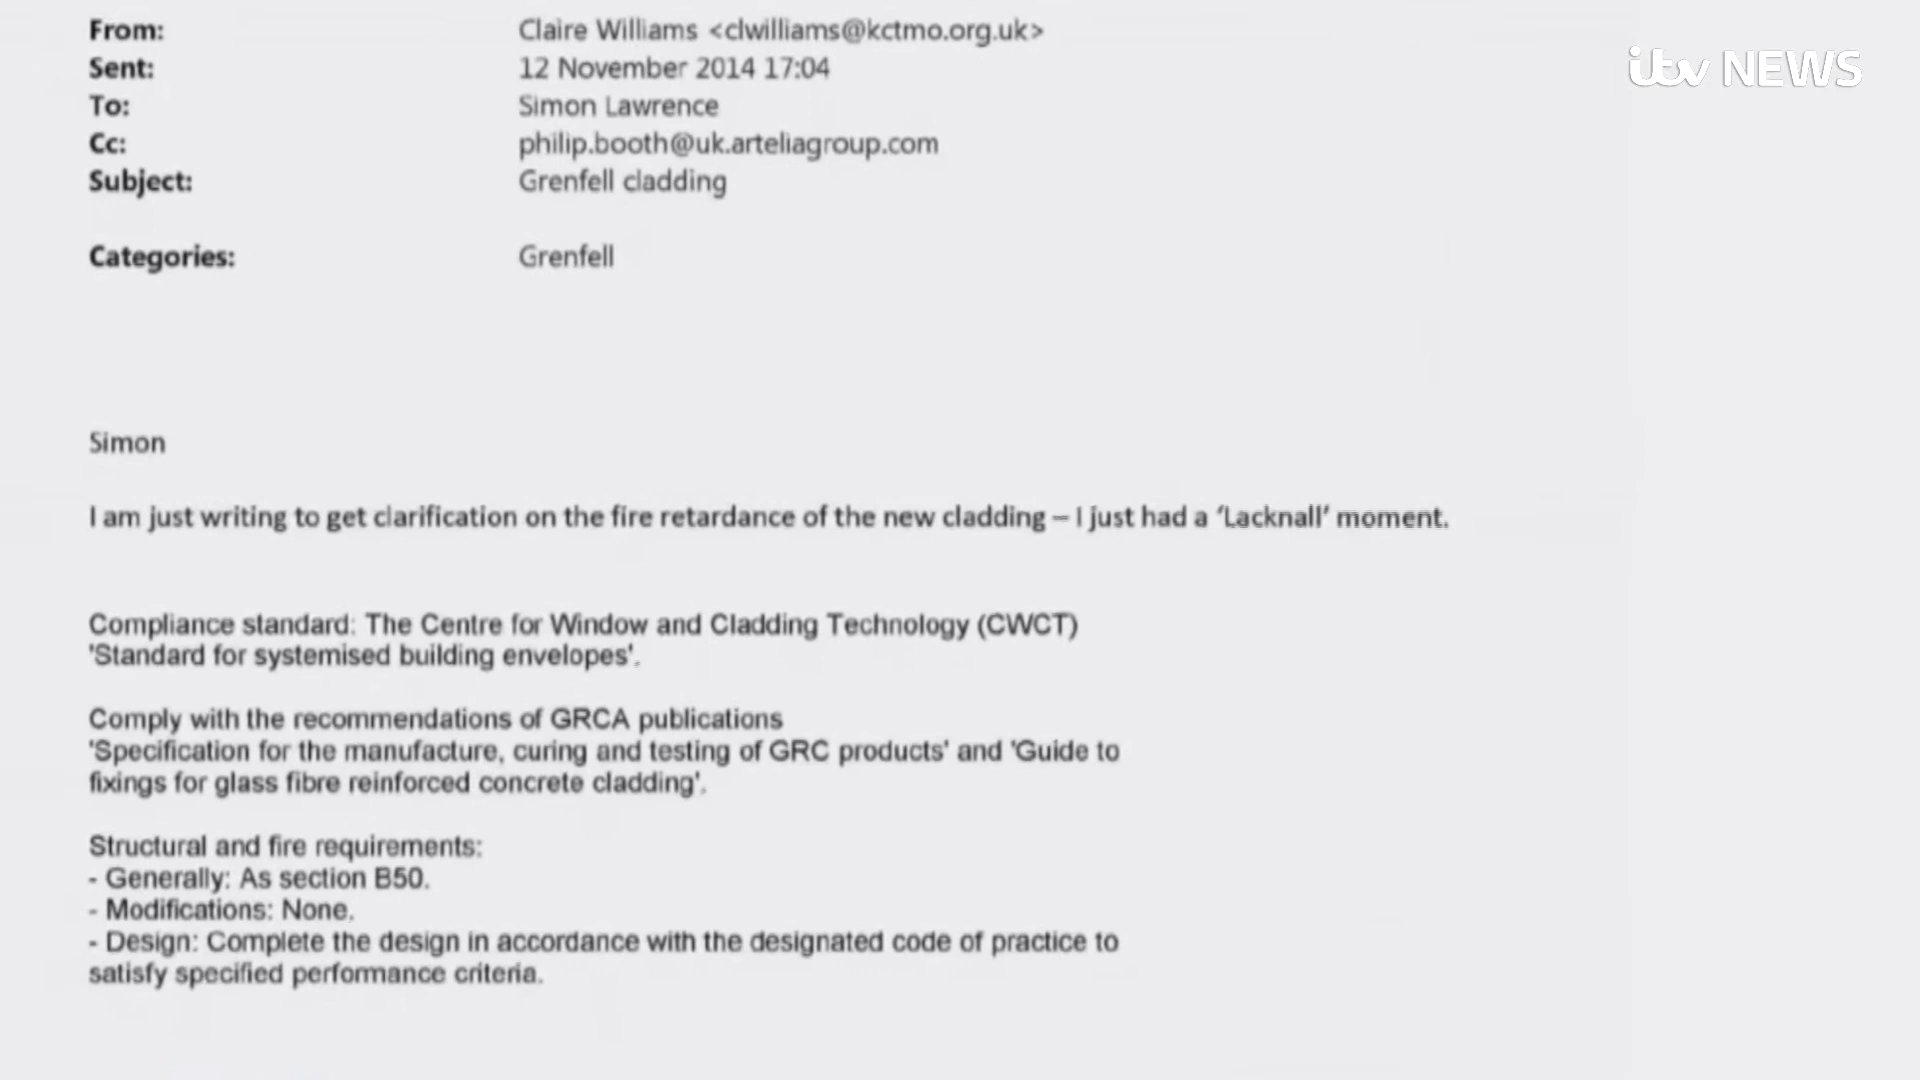 From: Claire Williams <clwilliams@kctmo.org.uk>
Sent: 12 November 2014 17:04
To: Simon Lawrence
Cc: philip.booth@uk.arteliagroup.com
Subject: Grenfell cladding
Categories: Grenfell
itv NEWS
Simon
I am just writing to get clarification on the fire retardance of the new cladding – I just had a ‘Lacknall’ moment.
Compliance standard: The Centre for Window and Cladding Technology (CWCT)
'Standard for systemised building envelopes'.
Comply with the recommendations of GRCA publications
'Specification for the manufacture, curing and testing of GRC products' and 'Guide to
fixings for glass fibre reinforced concrete cladding'.
Structural and fire requirements:
- Generally: As section B50.
- Modifications: None.
- Design: Complete the design in accordance with the designated code of practice to
satisfy specified performance criteria.